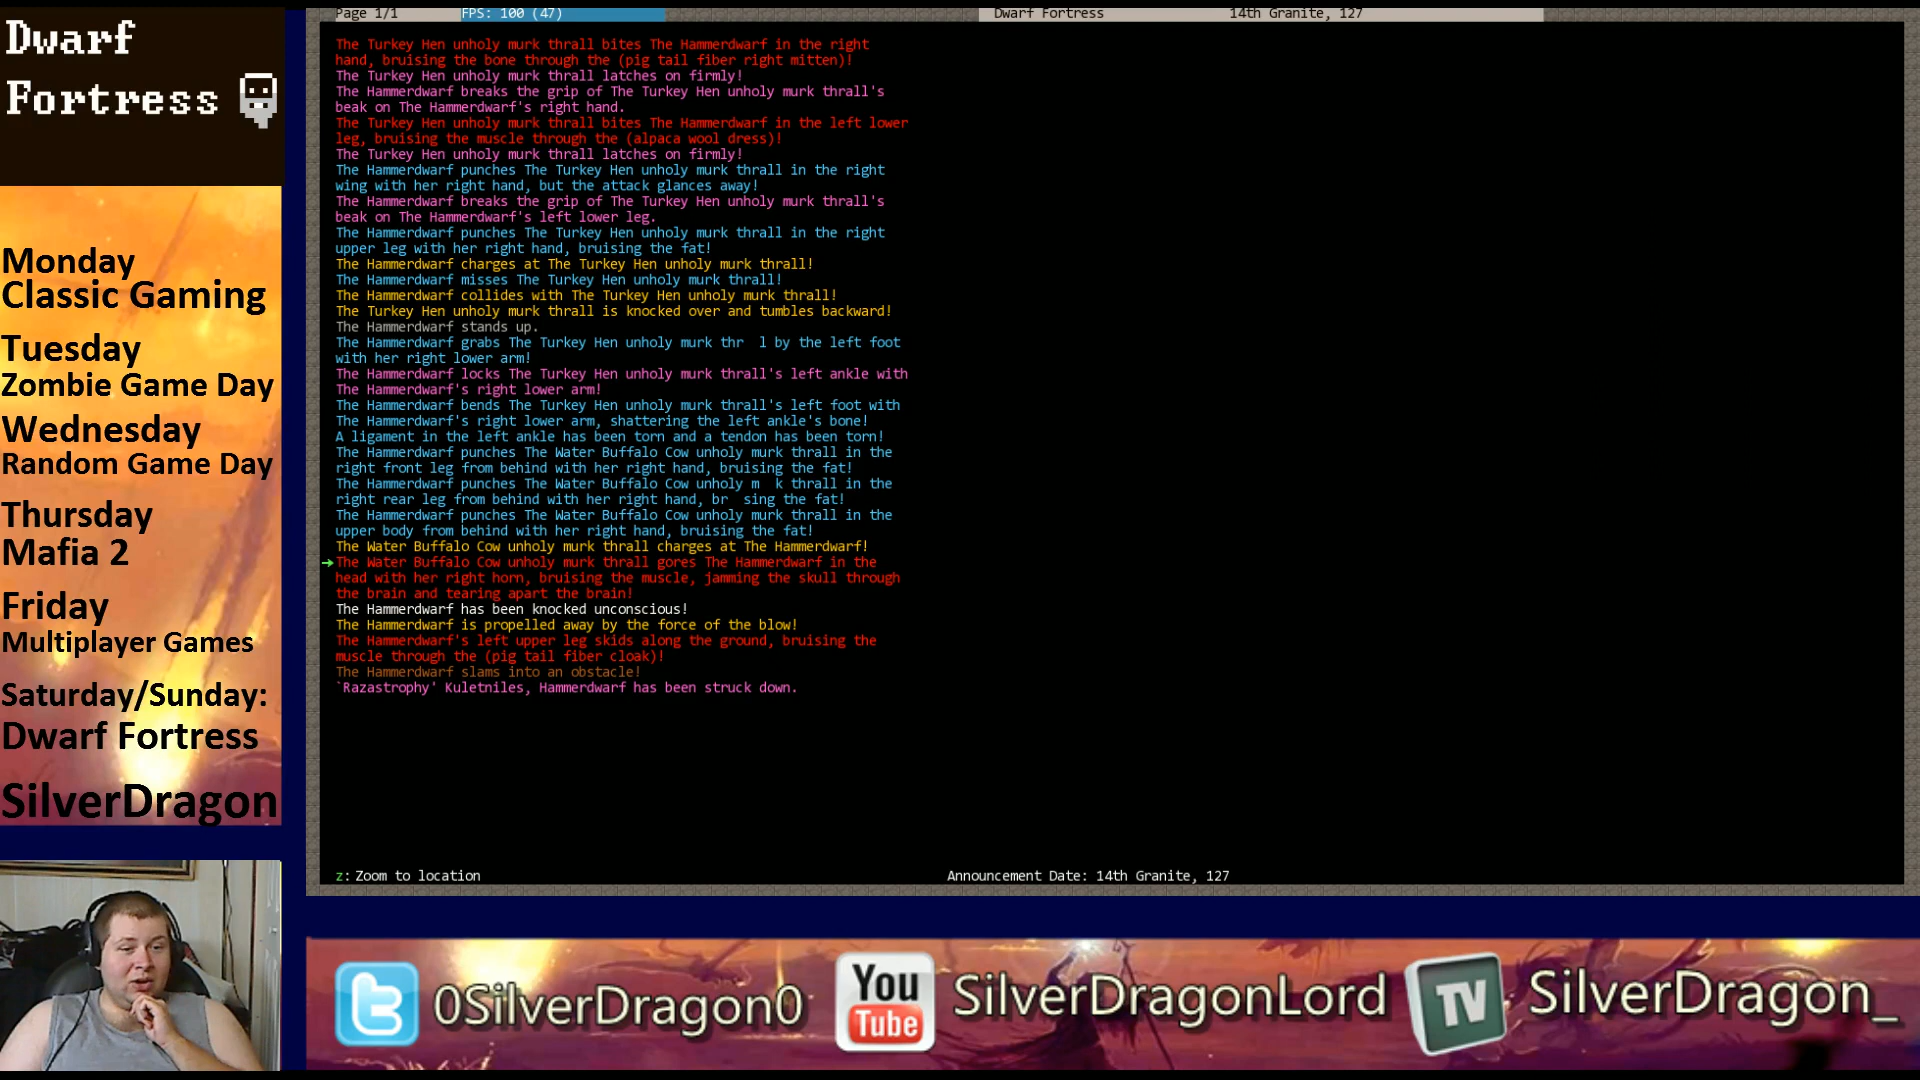 Dwarf
Fortress
Monday
Classic Gaming
Tuesday
Zombie Game Day
Wednesday
Random Game Day
Thursday
Mafia 2
Friday
Multiplayer Games
Saturday/Sunday:
Dwarf Fortress
SilverDragon
Page 1/1 FPS: 100 (47) Dwarf Fortress 14th Granite, 127
The Turkey Hen unholy murk thrall bites The Hammerdwarf in the right
hand, bruising the bone through the (pig tail fiber right mitten)!
The Turkey Hen unholy murk thrall latches on firmly!
The Hammerdwarf breaks the grip of The Turkey Hen unholy murk thrall's
beak on The Hammerdwarf's right hand.
The Turkey Hen unholy murk thrall bites The Hammerdwarf in the left lower
leg, bruising the muscle through the (alpaca wool dress)!
The Turkey Hen unholy murk thrall latches on firmly!
The Hammerdwarf punches The Turkey Hen unholy murk thrall in the right
wing with her right hand, but the attack glances away!
The Hammerdwarf breaks the grip of The Turkey Hen unholy murk thrall's
beak on The Hammerdwarf's left lower leg.
The Hammerdwarf punches The Turkey Hen unholy murk thrall in the right
upper leg with her right hand, bruising the fat!
The Hammerdwarf charges at The Turkey Hen unholy murk thrall!
The Hammerdwarf misses The Turkey Hen unholy murk thrall!
The Hammerdwarf collides with The Turkey Hen unholy murk thrall!
The Turkey Hen unholy murk thrall is knocked over and tumbles backward!
The Hammerdwarf stands up.
The Hammerdwarf grabs The Turkey Hen unholy murk thr l by the left foot
with her right lower arm!
The Hammerdwarf locks The Turkey Hen unholy murk thrall's left ankle with
The Hammerdwarf's right lower arm!
The Hammerdwarf bends The Turkey Hen unholy murk thrall's left foot with
The Hammerdwarf's right lower arm, shattering the left ankle's bone!
A ligament in the left ankle has been torn and a tendon has been torn!
The Hammerdwarf punches The Water Buffalo Cow unholy murk thrall in the
right front leg from behind with her right hand, bruising the fat!
The Hammerdwarf punches The Water Buffalo Cow unholy m k thrall in the
right rear leg from behind with her right hand, br sing the fat!
The Hammerdwarf punches The Water Buffalo Cow unholy murk thrall in the
upper body from behind with her right hand, bruising the fat!
The Water Buffalo Cow unholy murk thrall charges at The Hammerdwarf!
The Water Buffalo Cow unholy murk thrall gores The Hammerdwarf in the
head with her right horn, bruising the muscle, jamming the skull through
the brain and tearing apart the brain!
The Hammerdwarf has been knocked unconscious!
The Hammerdwarf is propelled away by the force of the blow!
The Hammerdwarf's left upper leg skids along the ground, bruising the
muscle through the (pig tail fiber cloak)!
The Hammerdwarf slams into an obstacle!
`Razastrophy' Kuletniles, Hammerdwarf has been struck down.
z: Zoom to location Announcement Date: 14th Granite, 127
0SilverDragon0 You Tube SilverDragonLord TV SilverDragon_